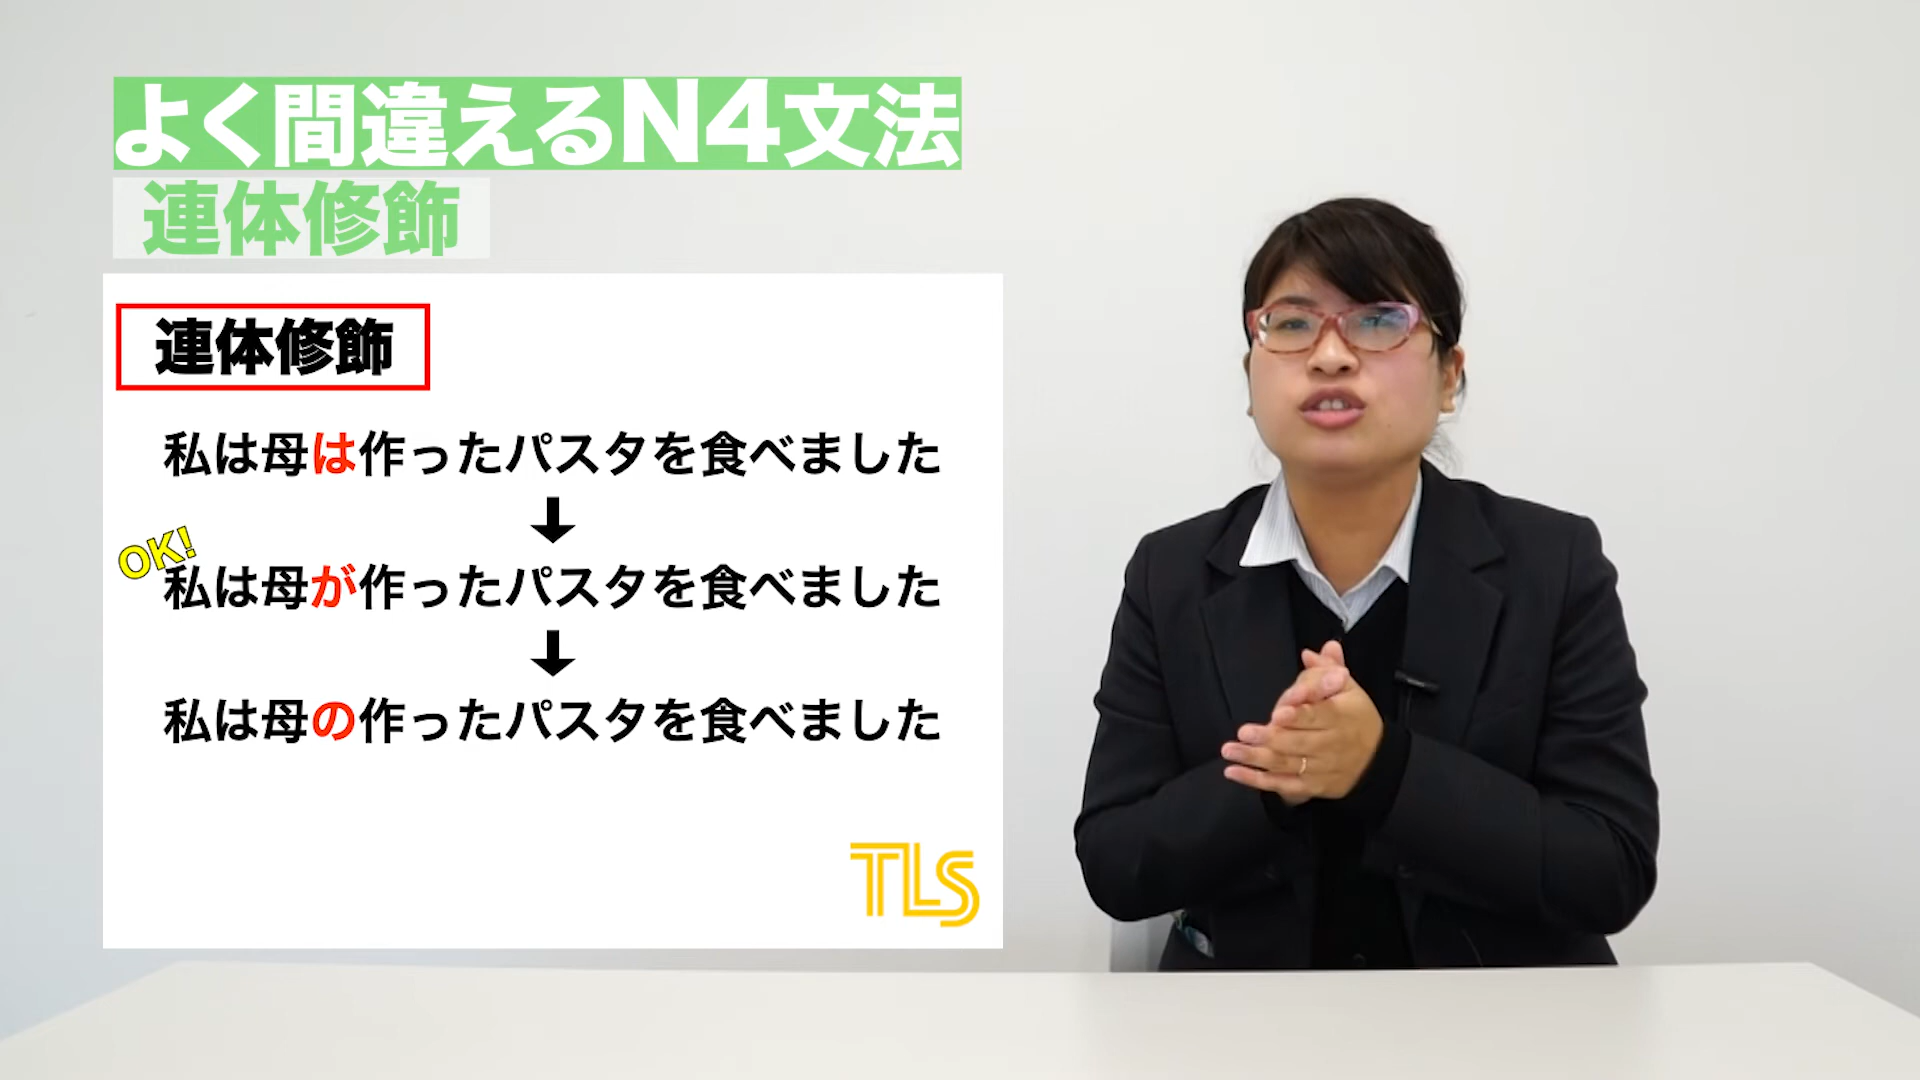 よく間違えるN4文法
連体修飾
連体修飾
私は母は作ったパスタを食べました
OK!
私は母が作ったパスタを食べました
私は母の作ったパスタを食べました
TLS